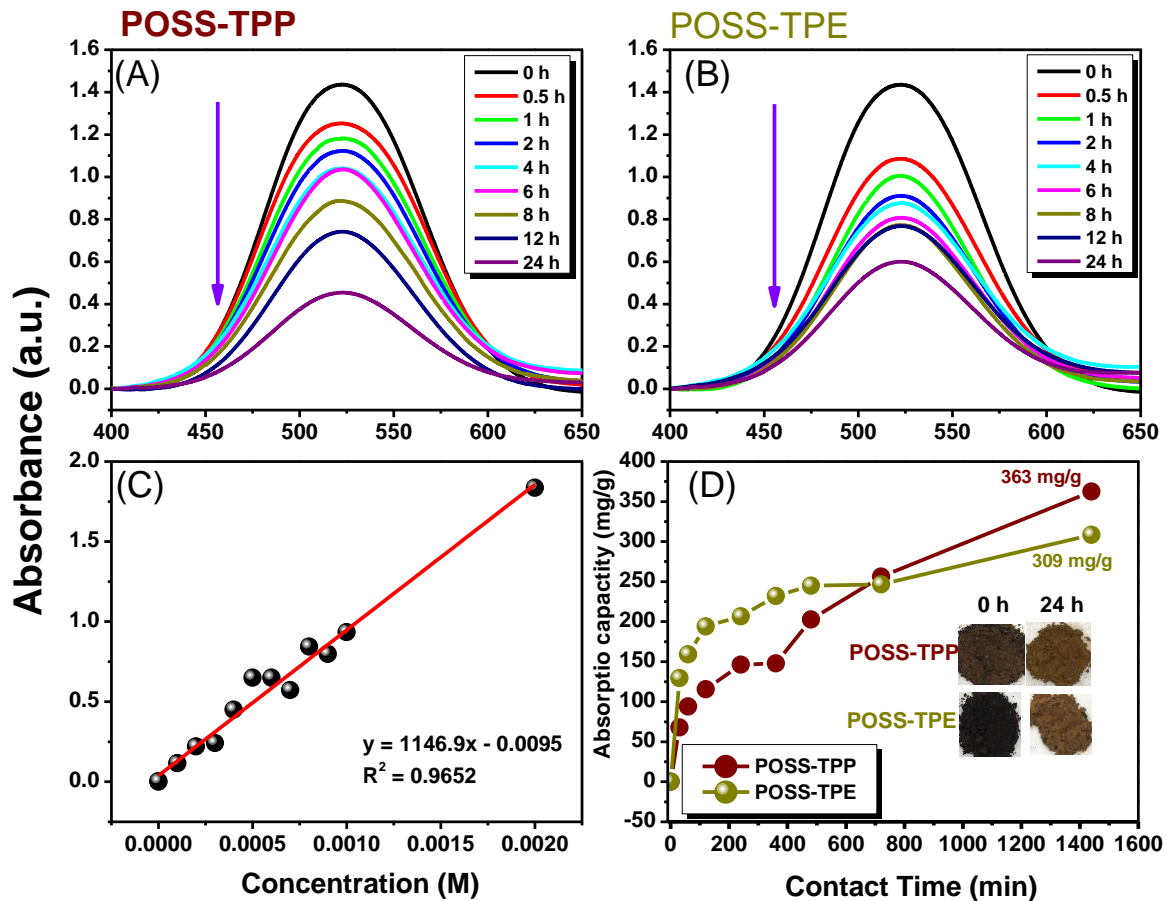 POSS-TPP
POSS-TPE
Absorbance (a.u.)
(A)
1.6
1.4
1.2
1.0
0.8
0.6
0.4
0.2
0.0
0 h
0.5 h
1 h
2 h
4 h
6 h
8 h
12 h
24 h
400 450 500 550 600 650
(B)
1.6
1.4
1.2
1.0
0.8
0.6
0.4
0.2
0.0
0 h
0.5 h
1 h
2 h
4 h
6 h
8 h
12 h
24 h
400 450 500 550 600 650
(C)
2.0
1.5
1.0
0.5
0.0
y = 1146.9x - 0.0095
R² = 0.9652
0.0000 0.0005 0.0010 0.0015 0.0020
Concentration (M)
(D)
Absorptio capactity (mg/g)
400
350
300
250
200
150
100
50
0
-50
363 mg/g
309 mg/g
0 h 24 h
POSS-TPP
POSS-TPE
POSS-TPP
POSS-TPE
0 200 400 600 800 1000 1200 1400 1600
Contact Time (min)